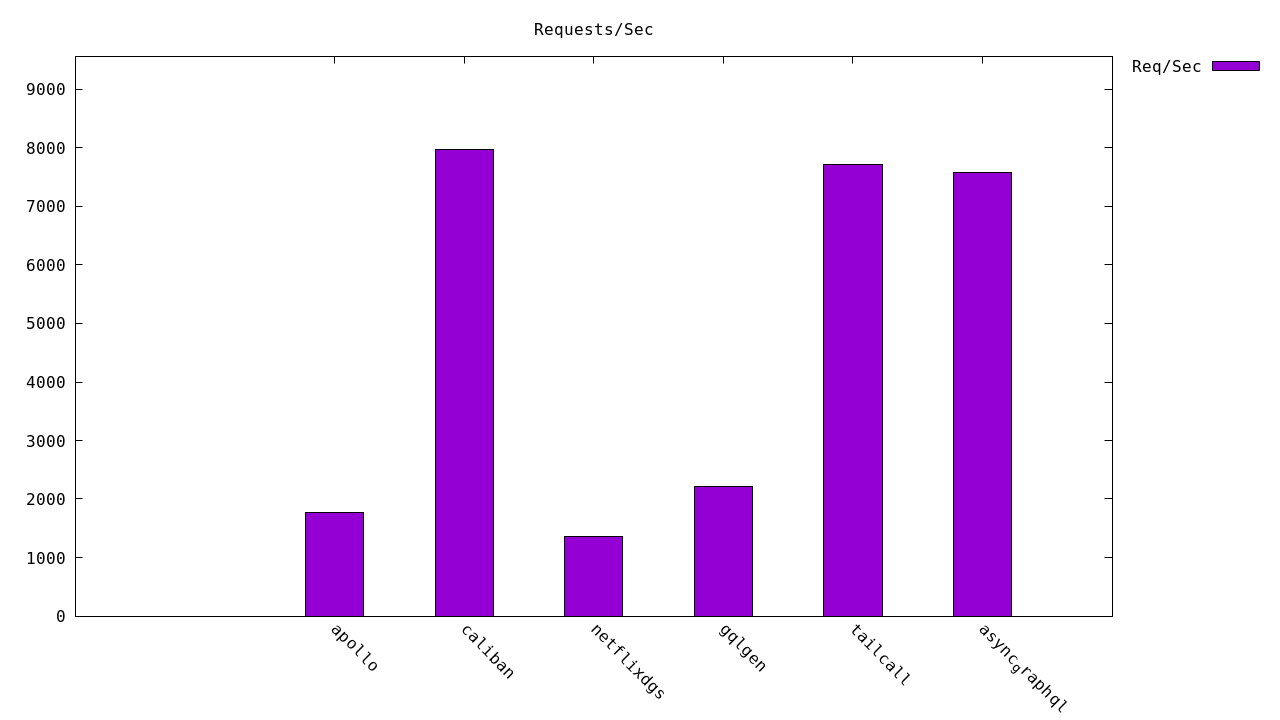 Requests/Sec
Req/Sec
9000
8000
7000
6000
5000
4000
3000
2000
1000
0
apollo
caliban
netflixdgs
gqlgen
tailcall
async_graphql